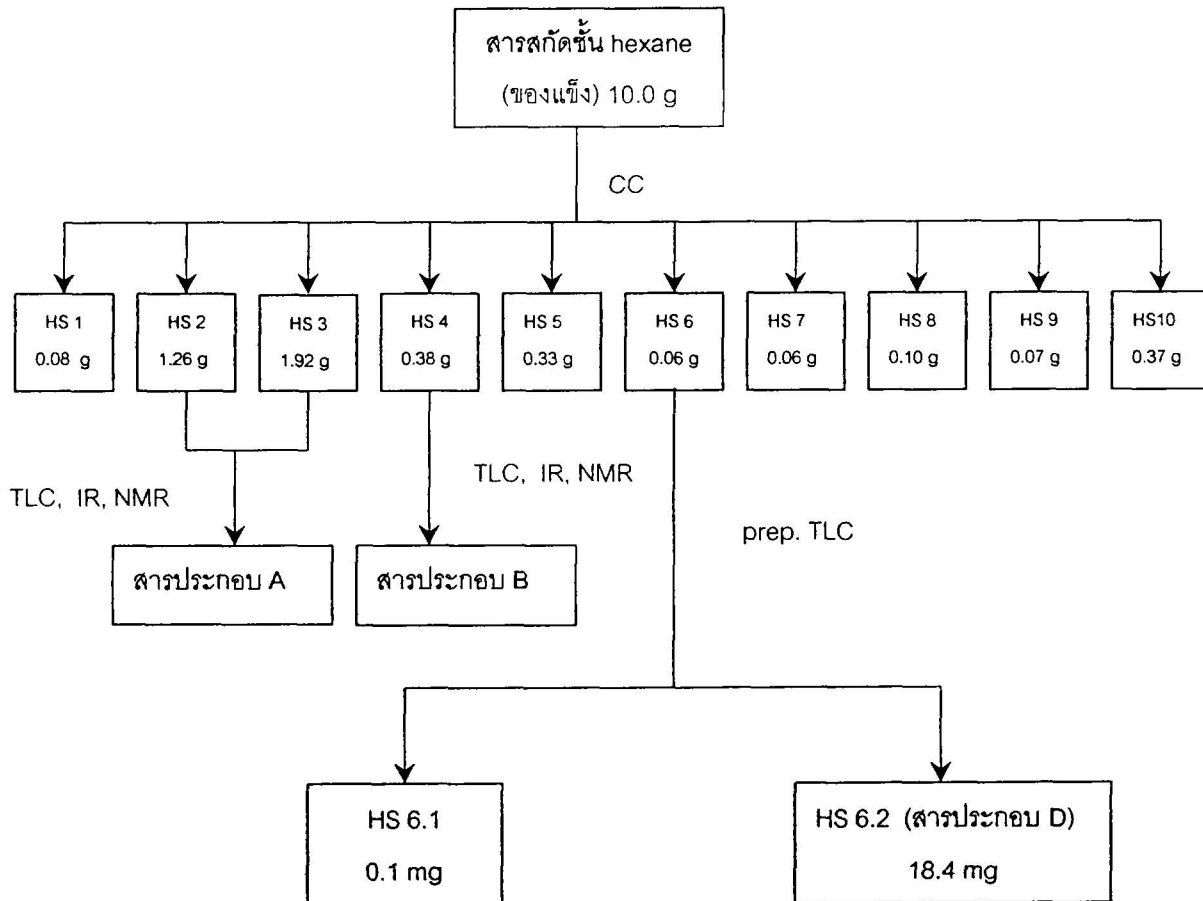 สารสกัดชั้น hexane
(ของแข็ง) 10.0 g
CC
HS 1
0.08 g
HS 2
1.26 g
HS 3
1.92 g
HS 4
0.38 g
HS 5
0.33 g
HS 6
0.06 g
HS 7
0.06 g
HS 8
0.10 g
HS 9
0.07 g
HS10
0.37 g
TLC, IR, NMR
TLC, IR, NMR
prep. TLC
สารประกอบ A
สารประกอบ B
HS 6.1
0.1 mg
HS 6.2 (สารประกอบ D)
18.4 mg